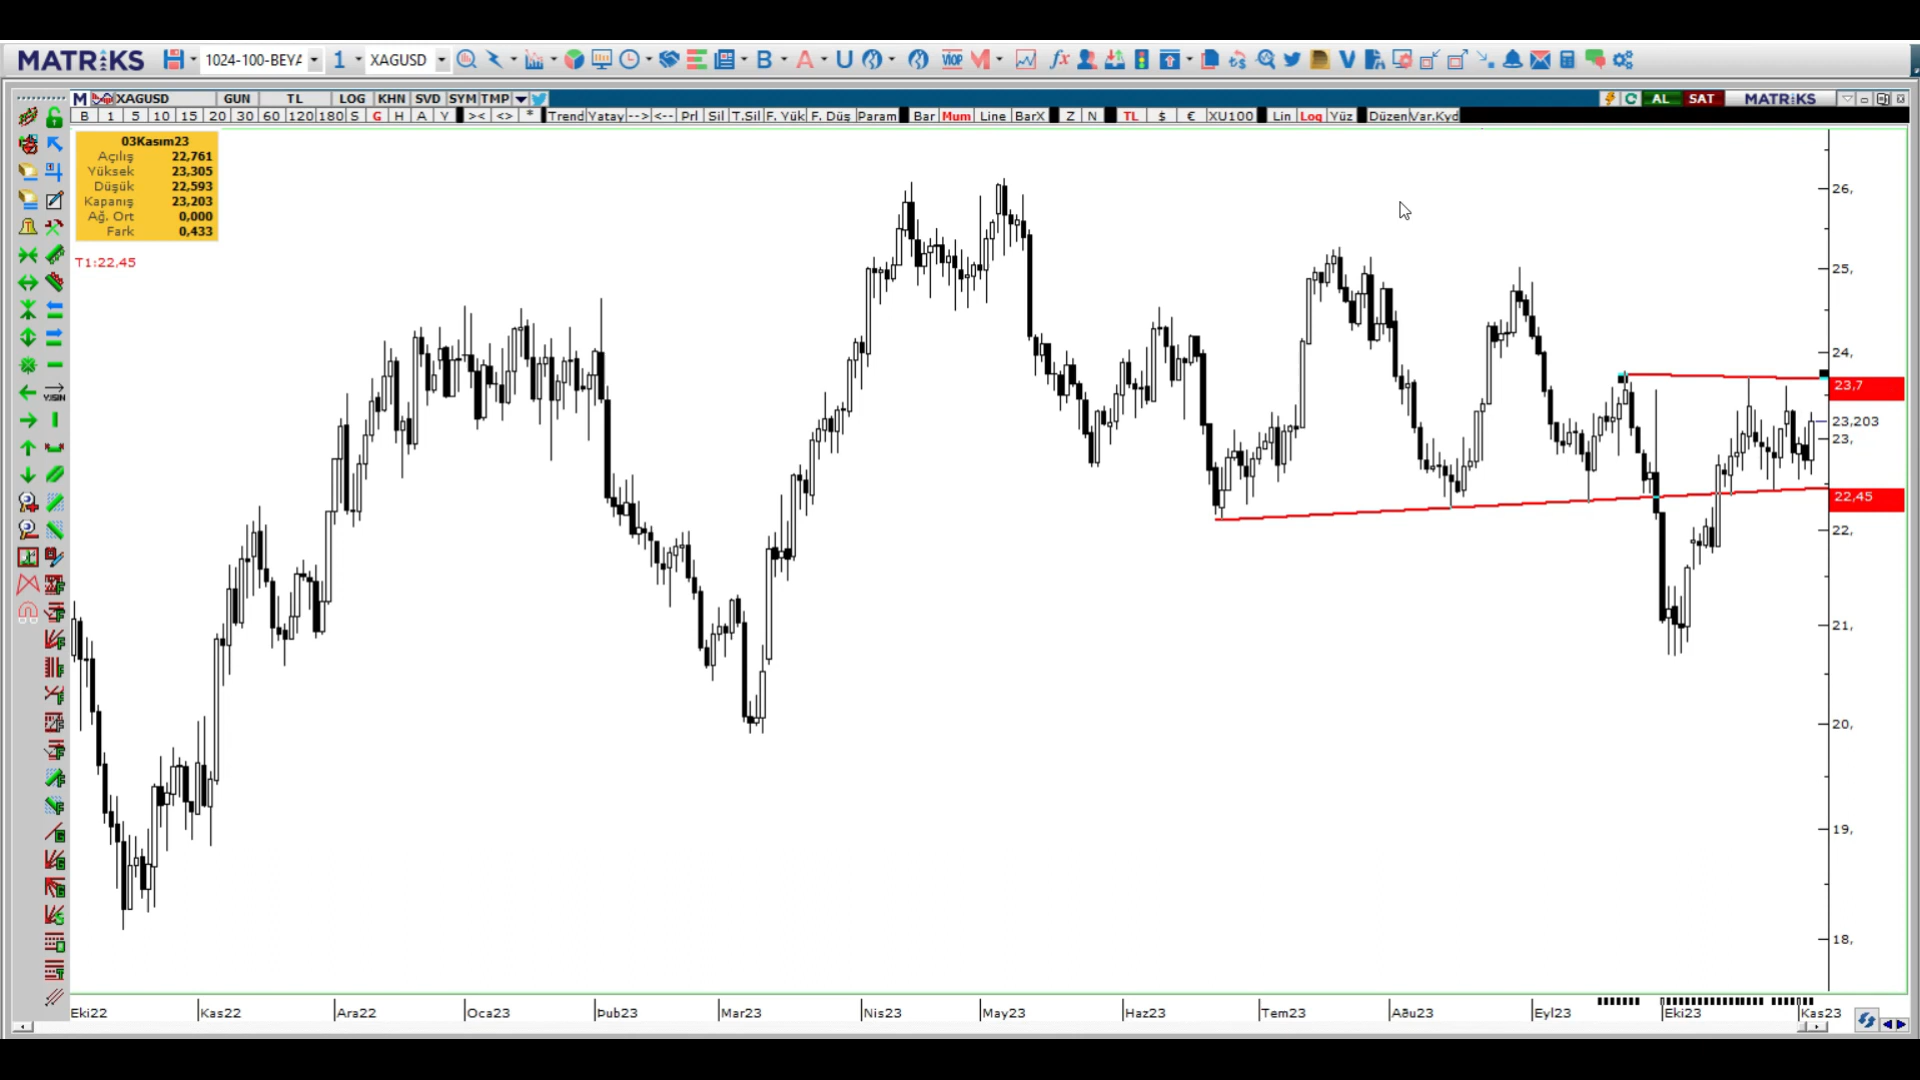 MATRiKS 1024-100-BEYA 1 XAGUSD B A U VIOP M fx V
M XAGUSD GUN TL LOG KHN SVD SYM TMP AL SAT MATRiKS
B 1 5 10 15 20 30 60 120 180 S G H A Y >< <> * Trend Yatay --> <-- Prl Sil T.Sil F. Yük F. Düş Param Bar Mum Line BarX Z N TL $ € XU100 Lin Log Yüz Düzen Var.Kyd
03Kasım23
Açılış 22,761
Yüksek 23,305
Düşük 22,593
Kapanış 23,203
Ağ. Ort 0,000
Fark 0,433
T1:22,45
26,
25,
24,
23,7
23,203
23,
22,45
22,
21,
20,
19,
18,
Eki22 Kas22 Ara22 Oca23 Þub23 Mar23 Nis23 May23 Haz23 Tem23 Aðu23 Eyl23 Eki23 Kas23